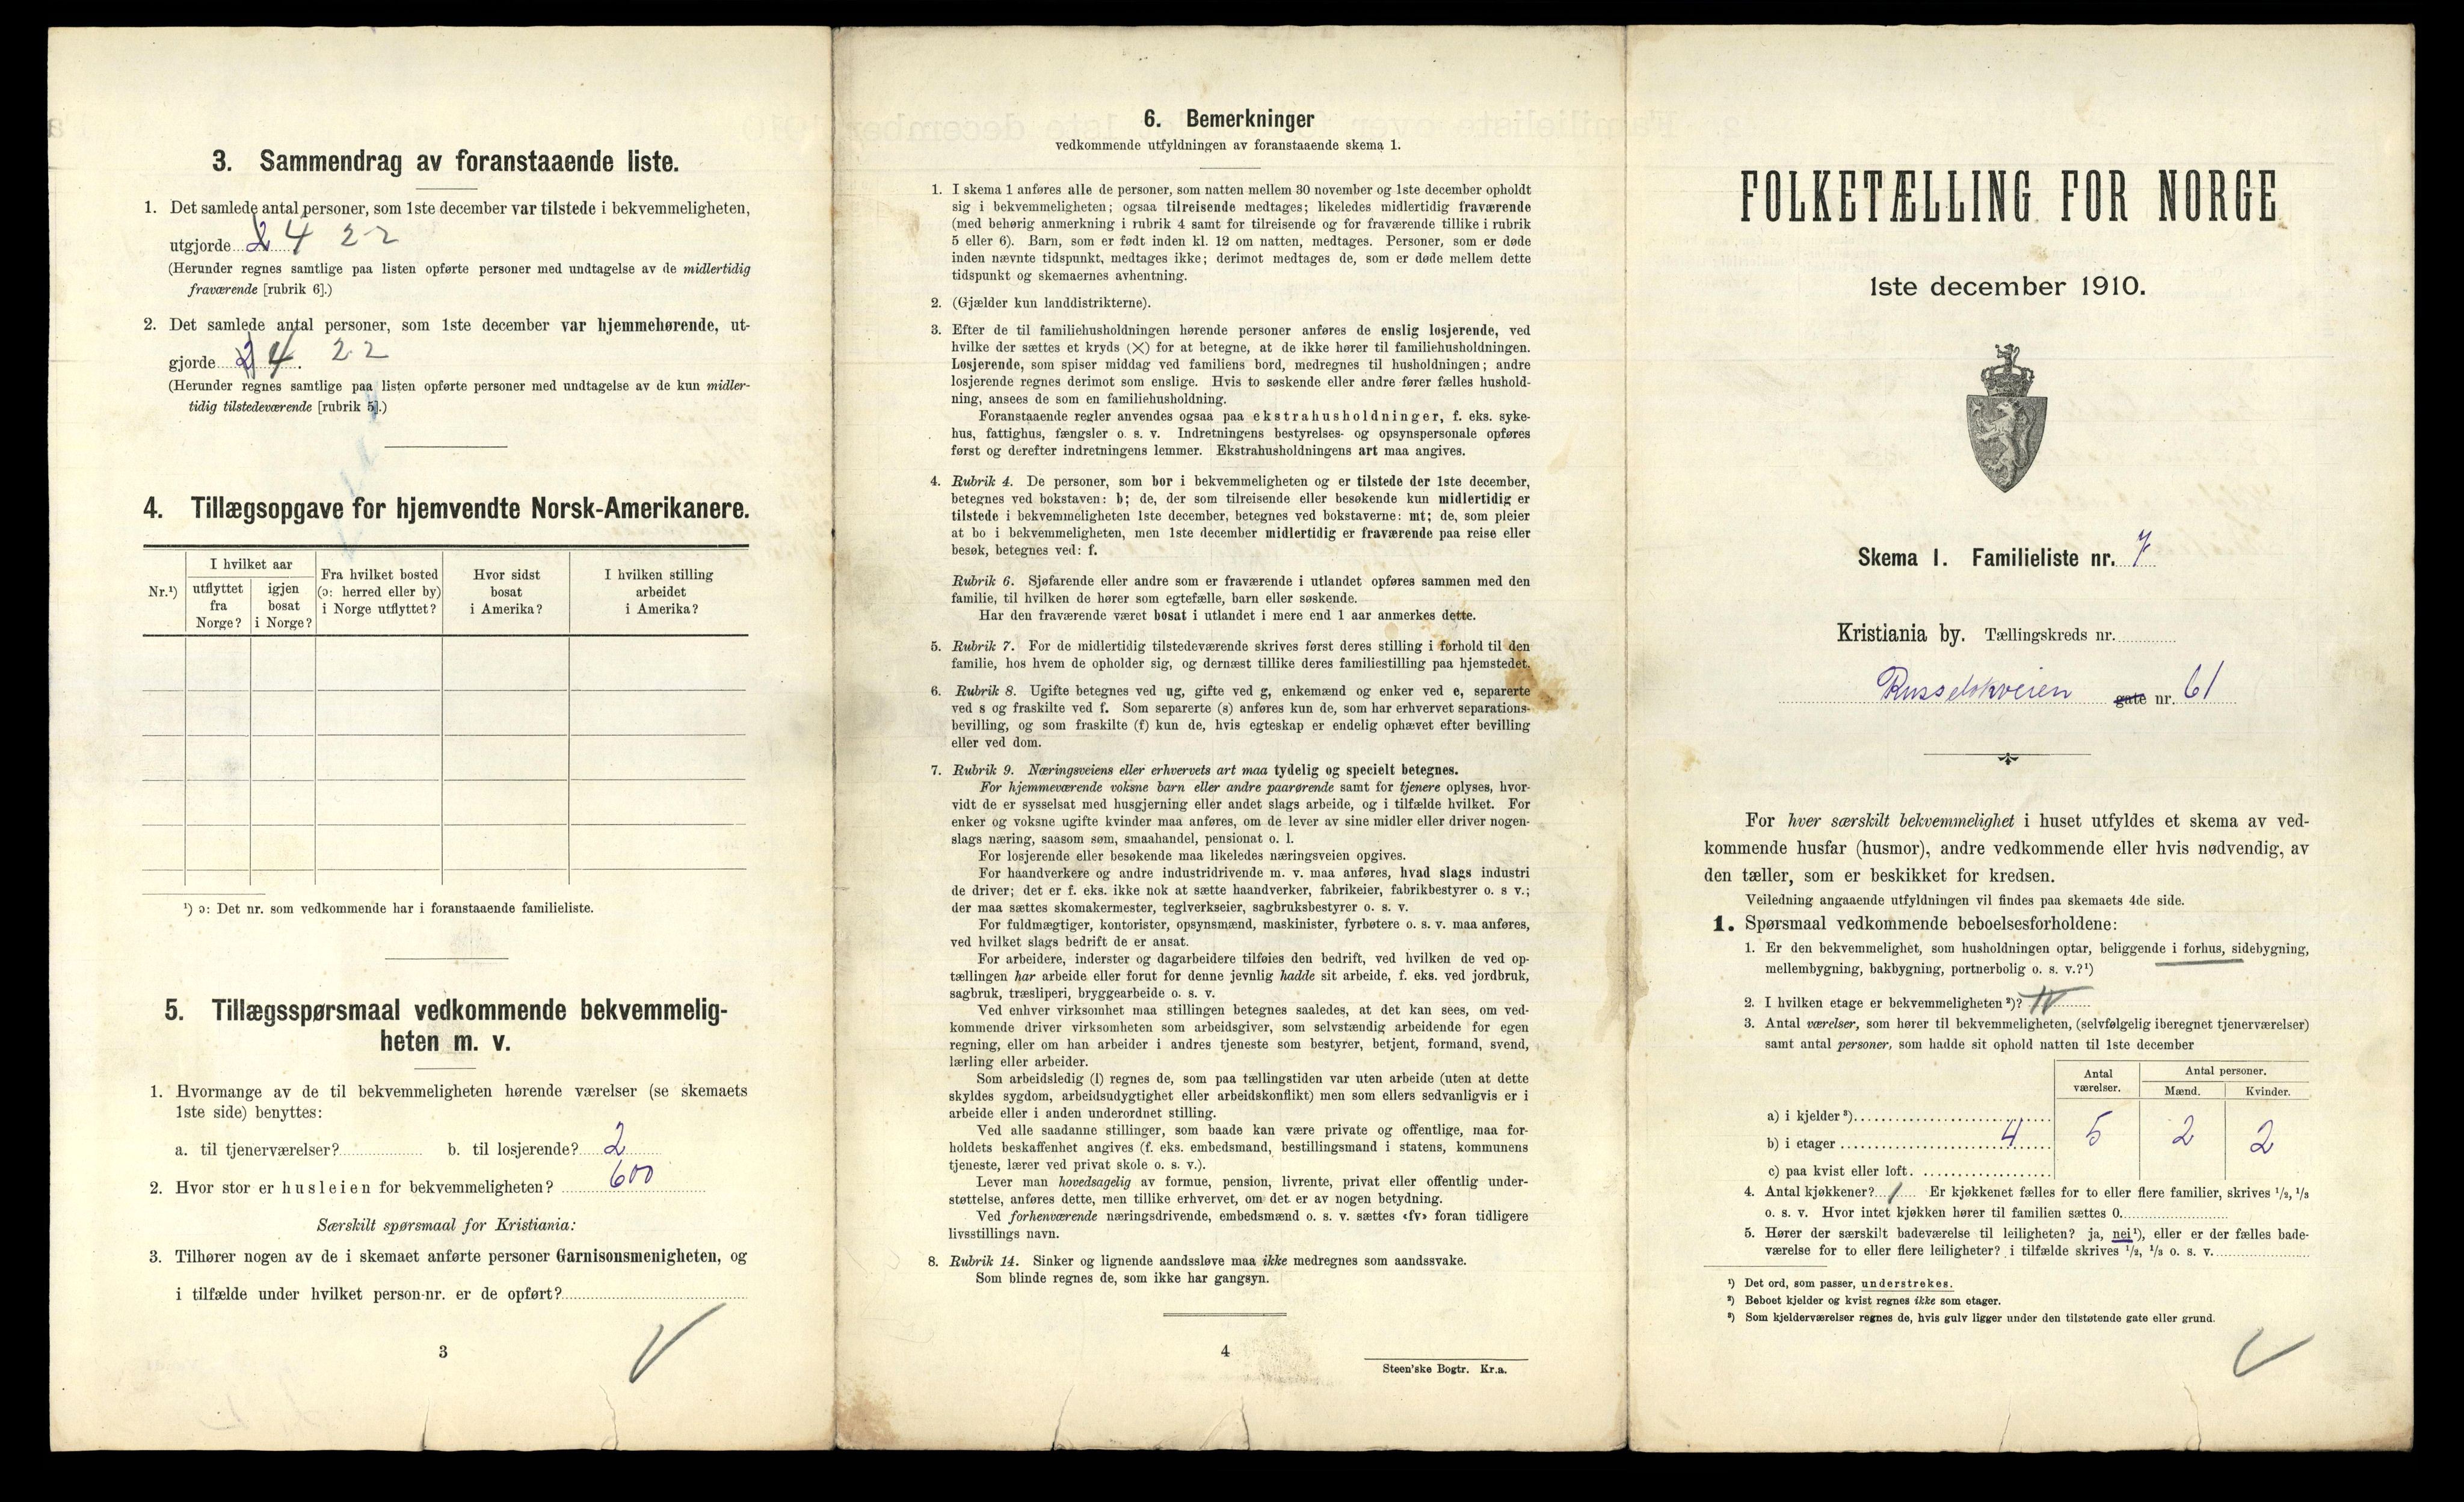 3. Sammendrag av foranstaaende liste.
1. Det samlede antal personer, som 1ste december var tilstede i bekvemmeligheten,
utgjorde 2 4 2-2
(Herunder regnes samtlige paa listen opførte personer med undtagelse av de midlertidig
fraværende [rubrik 6].)
2. Det samlede antal personer, som 1ste december var hjemmehørende, ut-
gjorde 2 4 22
(Herunder regnes samtlige paa listen opførte personer med undtagelse av de kun midler-
tidig tilstedeværende [rubrik 5].)
4. Tillægsopgave for hjemvendte Norsk-Amerikanere.
Nr.¹)
I hvilket aar
utflyttet
fra
Norge?
igjen
bosat
i Norge?
Fra hvilket bosted
(ɔ: herred eller by)
i Norge utflyttet?
Hvor sidst
bosat
i Amerika?
I hvilken stilling
arbeidet
i Amerika?
¹) ɔ: Det nr. som vedkommende har i foranstaaende familieliste.
5. Tillægsspørsmaal vedkommende bekvemmelig-
heten m. v.
1. Hvormange av de til bekvemmeligheten hørende værelser (se skemaets
1ste side) benyttes:
a. til tjenerværelser? b. til losjerende? 2
2. Hvor stor er husleien for bekvemmeligheten? 600
Særskilt spørsmaal for Kristiania:
3. Tilhører nogen av de i skemaet anførte personer Garnisonsmenigheten, og
i tilfælde under hvilket person-nr. er de opført?
3
6. Bemerkninger
vedkommende utfyldningen av foranstaaende skema 1.
1. I skema 1 anføres alle de personer, som natten mellem 30 november og 1ste december opholdt
sig i bekvemmeligheten; ogsaa tilreisende medtages; likeledes midlertidig fraværende
(med behørig anmerkning i rubrik 4 samt for tilreisende og for fraværende tillike i rubrik
5 eller 6). Barn, som er født inden kl. 12 om natten, medtages. Personer, som er døde
inden nævnte tidspunkt, medtages ikke; derimot medtages de, som er døde mellem dette
tidspunkt og skemaernes avhentning.
2. (Gjælder kun landdistrikterne).
3. Efter de til familiehusholdningen hørende personer anføres de enslig losjerende, ved
hvilke der sættes et kryds (×) for at betegne, at de ikke hører til familiehusholdningen.
Losjerende, som spiser middag ved familiens bord, medregnes til husholdningen; andre
losjerende regnes derimot som enslige. Hvis to søskende eller andre fører fælles hushold-
ning, ansees de som en familiehusholdning.
Foranstaaende regler anvendes ogsaa paa ekstrahusholdninger, f. eks. syke-
hus, fattighus, fængsler o. s. v. Indretningens bestyrelses- og opsynspersonale opføres
først og derefter indretningens lemmer. Ekstrahusholdningens art maa angives.
4. Rubrik 4. De personer, som bor i bekvemmeligheten og er tilstede der 1ste december,
betegnes ved bokstaven: b; de, der som tilreisende eller besøkende kun midlertidig er
tilstede i bekvemmeligheten 1ste december, betegnes ved bokstaverne: mt; de, som pleier
at bo i bekvemmeligheten, men 1ste december midlertidig er fraværende paa reise eller
besøk, betegnes ved: f.
Rubrik 6. Sjøfarende eller andre som er fraværende i utlandet opføres sammen med den
familie, til hvilken de hører som egtefælle, barn eller søskende.
Har den fraværende været bosat i utlandet i mere end 1 aar anmerkes dette.
5. Rubrik 7. For de midlertidig tilstedeværende skrives først deres stilling i forhold til den
familie, hos hvem de opholder sig, og dernæst tillike deres familiestilling paa hjemstedet.
6. Rubrik 8. Ugifte betegnes ved ug, gifte ved g, enkemænd og enker ved e, separerte
ved s og fraskilte ved f. Som separerte (s) anføres kun de, som har erhvervet separations-
bevilling, og som fraskilte (f) kun de, hvis egteskap er endelig ophævet efter bevilling
eller ved dom.
7. Rubrik 9. Næringsveiens eller erhvervets art maa tydelig og specielt betegnes.
For hjemmeværende voksne barn eller andre paarørende samt for tjenere oplyses, hvor-
vidt de er sysselsat med husgjerning eller andet slags arbeide, og i tilfælde hvilket. For
enker og voksne ugifte kvinder maa anføres, om de lever av sine midler eller driver nogen-
slags næring, saasom søm, smaahandel, pensionat o. l.
For losjerende eller besøkende maa likeledes næringsveien opgives.
For haandverkere og andre industridrivende m. v. maa anføres, hvad slags industri
de driver; det er f. eks. ikke nok at sætte haandverker, fabrikeier, fabrikbestyrer o. s v.;
der maa sættes skomakermester, teglverkseier, sagbruksbestyrer o. s. v.
For fuldmægtiger, kontorister, opsynsmænd, maskinister, fyrbøtere o. s. v. maa anføres,
ved hvilket slags bedrift de er ansat.
For arbeidere, inderster og dagarbeidere tilføies den bedrift, ved hvilken de ved op-
tællingen har arbeide eller forut for denne jevnlig hadde sit arbeide, f. eks. ved jordbruk,
sagbruk, træsliperi, bryggearbeide o. s. v.
Ved enhver virksomhet maa stillingen betegnes saaledes, at det kan sees, om ved-
kommende driver virksomheten som arbeidsgiver, som selvstændig arbeidende for egen
regning, eller om han arbeider i andres tjeneste som bestyrer, betjent, formand, svend,
lærling eller arbeider.
Som arbeidsledig (l) regnes de, som paa tællingstiden var uten arbeide (uten at dette
skyldes sygdom, arbeidsudygtighet eller arbeidskonflikt) men som ellers sedvanligvis er i
arbeide eller i anden underordnet stilling.
Ved alle saadanne stillinger, som baade kan være private og offentlige, maa for-
holdets beskaffenhet angives (f. eks. embedsmand, bestillingsmand i statens, kommunens
tjeneste, lærer ved privat skole o. s. v.).
Lever man hovedsagelig av formue, pension, livrente, privat eller offentlig under-
støttelse, anføres dette, men tillike erhvervet, om det er av nogen betydning.
Ved forhenværende næringsdrivende, embedsmænd o. s. v. sættes «fv» foran tidligere
livsstillings navn.
8. Rubrik 14. Sinker og lignende aandssløve maa ikke medregnes som aandssvake.
Som blinde regnes de, som ikke har gangsyn.
4
Steen'ske Bogtr. Kr.a.
FOLKETÆLLING FOR NORGE
1ste december 1910.
Skema 1. Familieliste nr. 7
Kristiania by. Tællingskreds nr.
Russeløkveien gate nr. 61
For hver særskilt bekvemmelighet i huset utfyldes et skema av ved-
kommende husfar (husmor), andre vedkommende eller hvis nødvendig, av
den tæller, som er beskikket for kredsen.
Veiledning angaaende utfyldningen vil findes paa skemaets 4de side.
1. Spørsmaal vedkommende beboelsesforholdene:
1. Er den bekvemmelighet, som husholdningen optar, beliggende i forhus, sidebygning,
mellembygning, bakbygning, portnerbolig o. s. v.?¹)
2. I hvilken etage er bekvemmeligheten²)? IV
3. Antal værelser, som hører til bekvemmeligheten, (selvfølgelig iberegnet tjenerværelser)
samt antal personer, som hadde sit ophold natten til 1ste december
Antal
værelser.
Antal personer.
Mænd. Kvinder.
a) i kjelder³)
b) i etager 4 5 2 2
c) paa kvist eller loft.
4. Antal kjøkkener? 1 Er kjøkkenet fælles for to eller flere familier, skrives ¹/₂, ¹/₃
o. s. v. Hvor intet kjøkken hører til familien sættes 0.
5. Hører der særskilt badeværelse til leiligheten? ja, nei¹), eller er der fælles bade-
værelse for to eller flere leiligheter? i tilfælde skrives ¹/₂, ¹/₃ o. s. v.
¹) Det ord, som passer, understrekes.
²) Beboet kjelder og kvist regnes ikke som etager.
³) Som kjelderværelser regnes de, hvis gulv ligger under den tilstøtende gate eller grund.